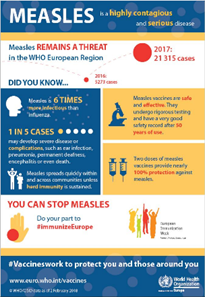 MEASLES
is a highly contagious
and serious disease
Measles REMAINS A THREAT
in the WHO European Region
2017:
21 315 cases
2016:
5273 cases
DID YOU KNOW...
Measles is 6 TIMES
more infectious than
influenza.
1 IN 5 CASES
may develop severe disease or
complications, such as ear infection,
pneumonia, permanent deafness,
encephalitis or even death.
Measles spreads quickly within
and across communities unless
herd immunity is sustained.
Measles vaccines are safe
and effective. They
undergo rigorous testing
and have a very good
safety record after 50
years of use.
Two doses of measles
vaccines provide nearly
100% protection against
measles.
YOU CAN STOP MEASLES
Do your part to
#ImmunizeEurope
European
Immunization
Week
#Vaccineswork to protect you and those around you
www.euro.who.int/vaccines
World Health
Organization